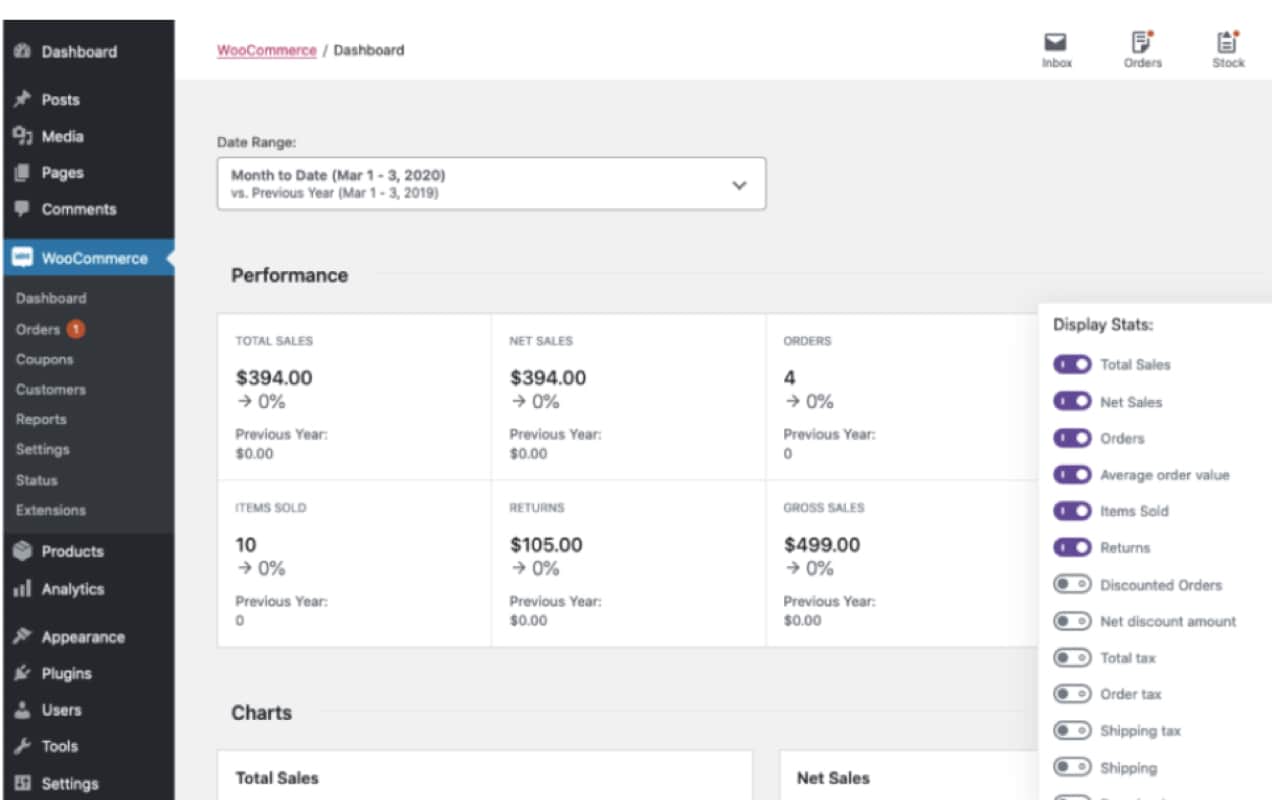 Dashboard
Posts
Media
Pages
Comments
WooCommerce
Dashboard
Orders 1
Coupons
Customers
Reports
Settings
Status
Extensions
Products
Analytics
Appearance
Plugins
Users
Tools
Settings
WooCommerce / Dashboard
Inbox
Orders
Stock
Date Range:
Month to Date (Mar 1 - 3, 2020)
vs. Previous Year (Mar 1 - 3, 2019)
Performance
TOTAL SALES
$394.00
→ 0%
Previous Year:
$0.00
NET SALES
$394.00
→ 0%
Previous Year:
$0.00
ORDERS
4
→ 0%
Previous Year:
0
ITEMS SOLD
10
→ 0%
Previous Year:
0
RETURNS
$105.00
→ 0%
Previous Year:
$0.00
GROSS SALES
$499.00
→ 0%
Previous Year:
$0.00
Display Stats:
Total Sales
Net Sales
Orders
Average order value
Items Sold
Returns
Discounted Orders
Net discount amount
Total tax
Order tax
Shipping tax
Shipping
Charts
Total Sales
Net Sales